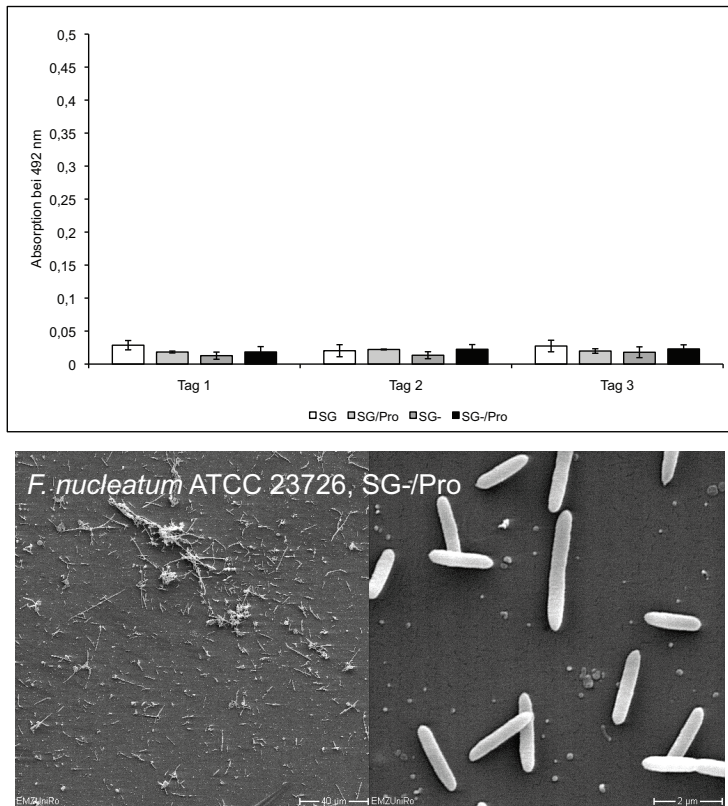 0,5
0,45
0,4
0,35
0,3
0,25
0,2
0,15
0,1
0,05
0
Absorption bei 492 nm
Tag 1 Tag 2 Tag 3
SG SG/Pro SG- SG-/Pro
F. nucleatum ATCC 23726, SG-/Pro
EMZUniRo 40 µm EMZUniRo 2 µm